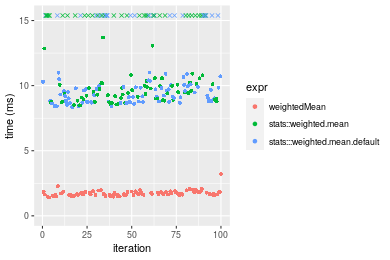 15
10
5
0
time (ms)
0
25
50
75
100
iteration
expr
weightedMean
stats::weighted.mean
stats:::weighted.mean.default